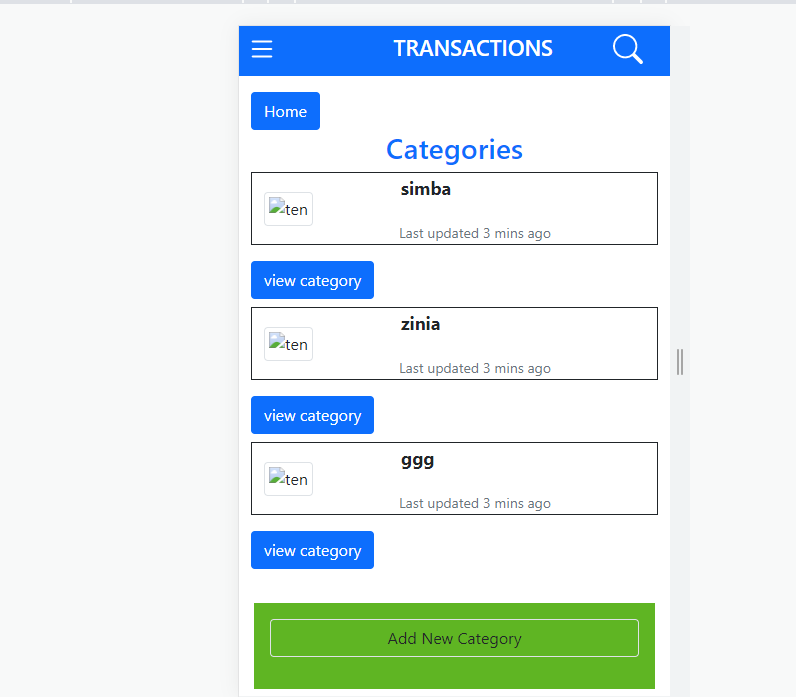 TRANSACTIONS
Home
Categories
ten
simba
Last updated 3 mins ago
view category
ten
zinia
Last updated 3 mins ago
view category
ten
ggg
Last updated 3 mins ago
view category
Add New Category